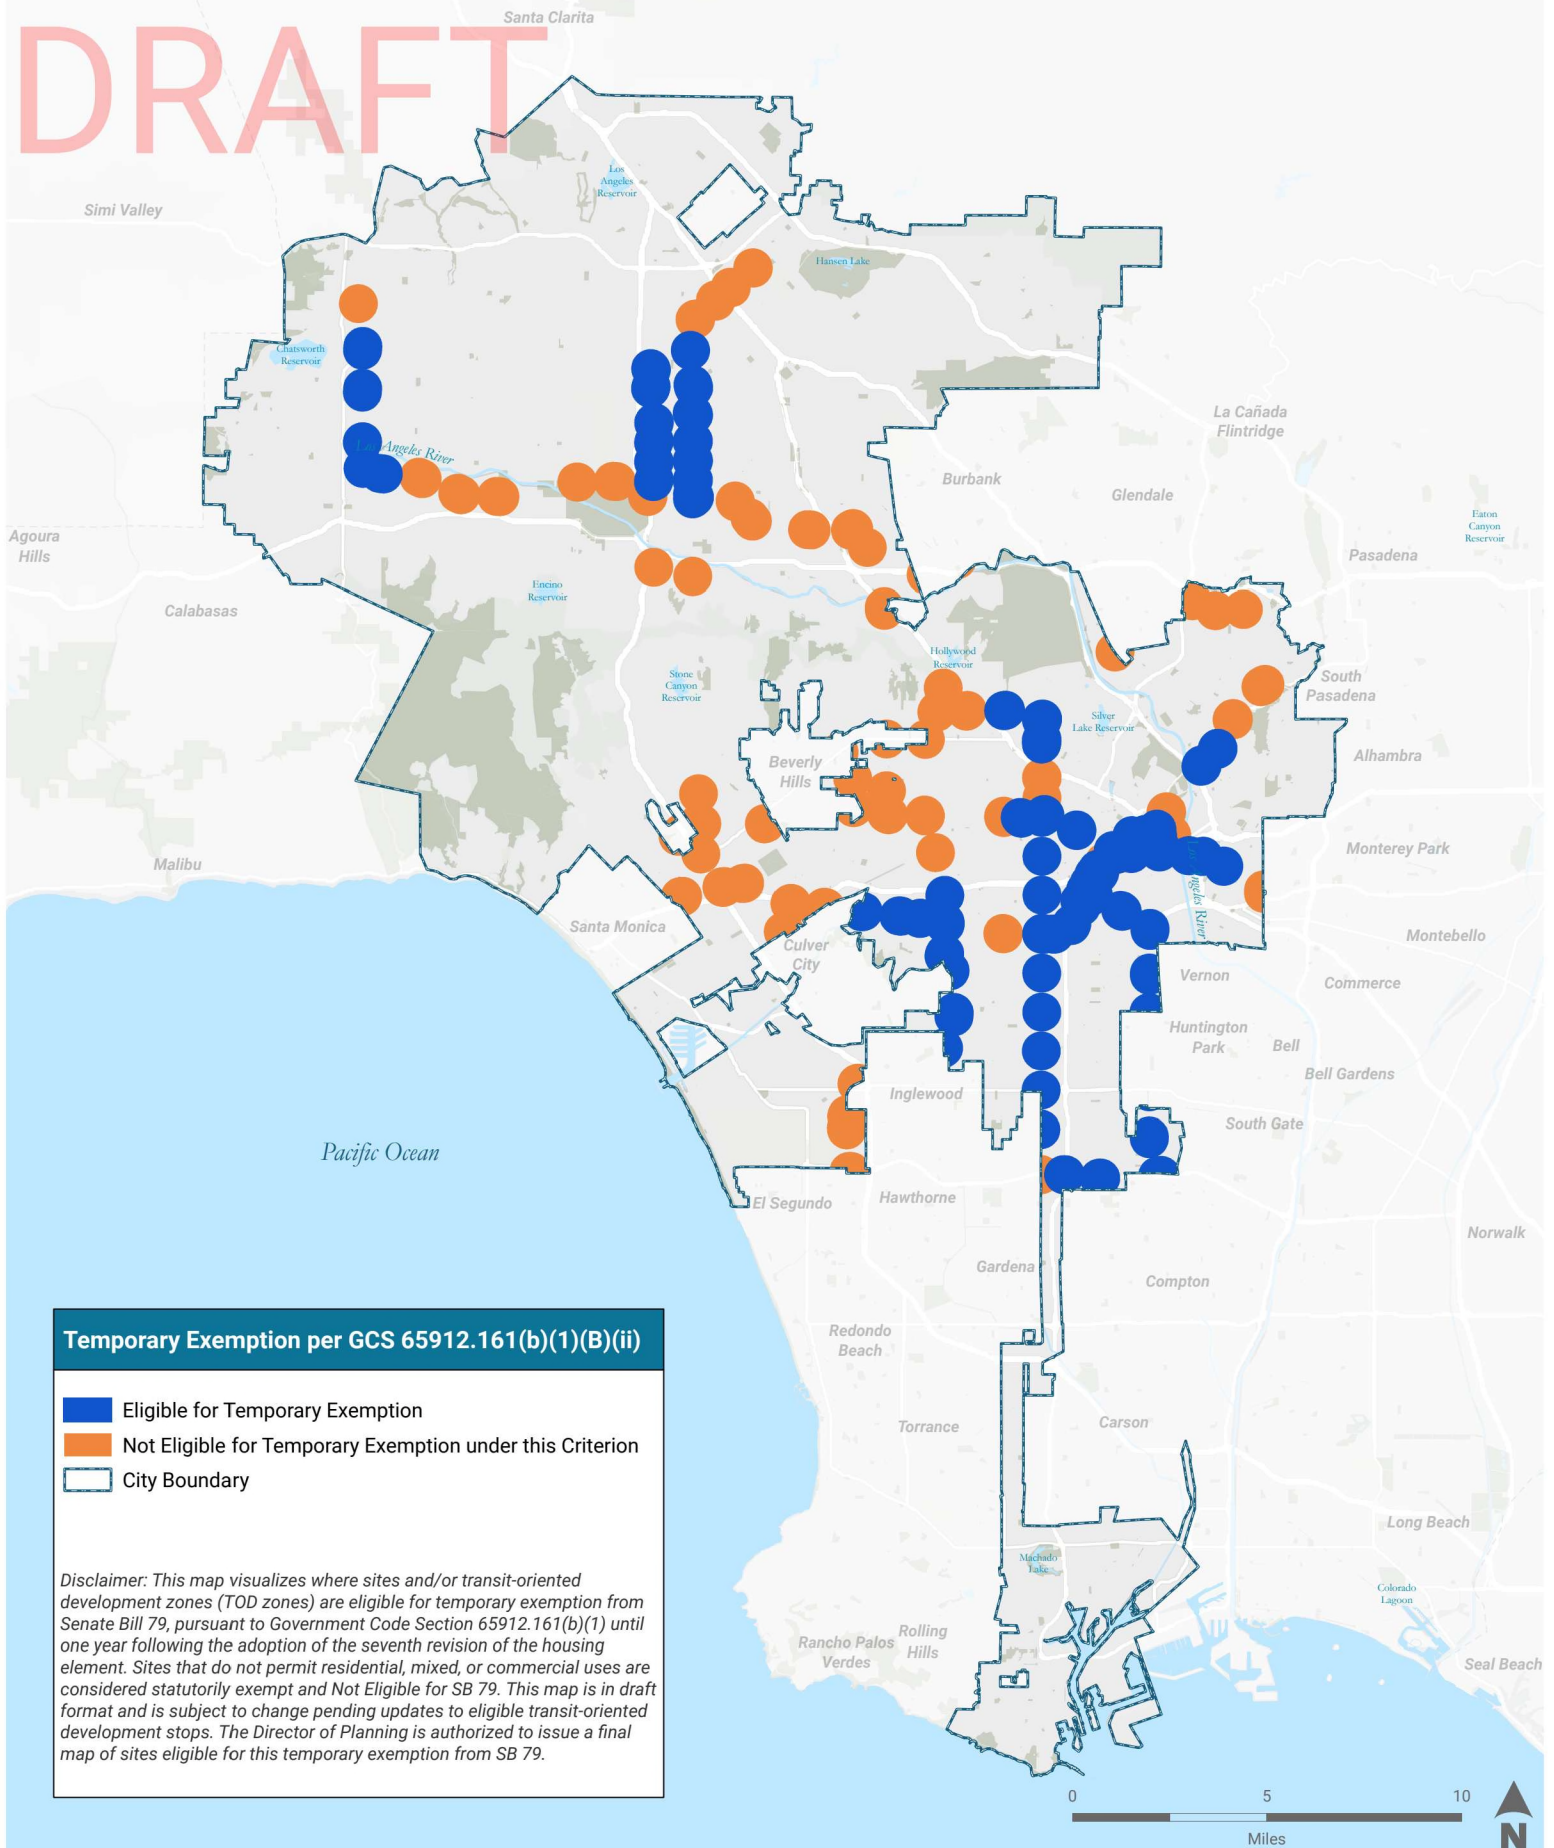 DRAFT
Santa Clarita
Los
Angeles
Reservoir
Simi Valley
Hansen Lake
Chatsworth
Reservoir
La Cañada
Flintridge
Los Angeles River
Burbank
Glendale
Eaton
Canyon
Reservoir
Agoura
Hills
Pasadena
Encino
Reservoir
Calabasas
Hollywood
Reservoir
Stone
Canyon
Reservoir
South
Pasadena
Silver
Lake Reservoir
Alhambra
Beverly
Hills
Monterey Park
Malibu
Los Angeles River
Santa Monica
Culver
City
Montebello
Vernon
Commerce
Huntington
Park
Bell
Bell Gardens
Inglewood
South Gate
Pacific Ocean
El Segundo
Hawthorne
Norwalk
Gardena
Compton
Redondo
Beach
Temporary Exemption per GCS 65912.161(b)(1)(B)(ii)
Eligible for Temporary Exemption
Not Eligible for Temporary Exemption under this Criterion
City Boundary
Torrance
Carson
Long Beach
Machado
Lake
Colorado
Lagoon
Rolling
Hills
Rancho Palos
Verdes
Seal Beach
Disclaimer: This map visualizes where sites and/or transit-oriented
development zones (TOD zones) are eligible for temporary exemption from
Senate Bill 79, pursuant to Government Code Section 65912.161(b)(1) until
one year following the adoption of the seventh revision of the housing
element. Sites that do not permit residential, mixed, or commercial uses are
considered statutorily exempt and Not Eligible for SB 79. This map is in draft
format and is subject to change pending updates to eligible transit-oriented
development stops. The Director of Planning is authorized to issue a final
map of sites eligible for this temporary exemption from SB 79.
0 5 10
Miles
N